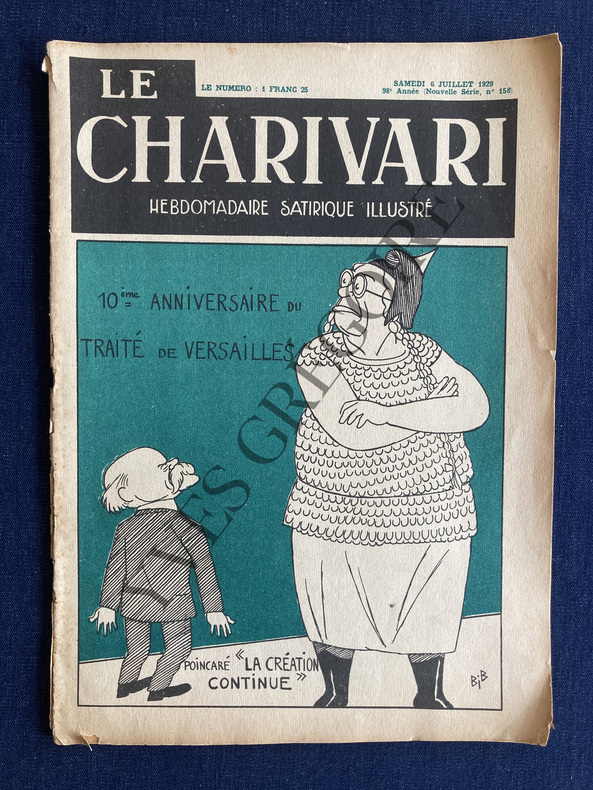 LE
LE NUMERO : 1 FRANC 25
SAMEDI 6 JUILLET 1929
98e Année (Nouvelle Série, n° 158)
CHARIVARI
HEBDOMADAIRE SATIRIQUE ILLUSTRÉ
10ème ANNIVERSAIRE DU
TRAITÉ DE VERSAILLES
YVES GREGOIRE
POINCARÉ « LA CRÉATION
CONTINUE »
BIB